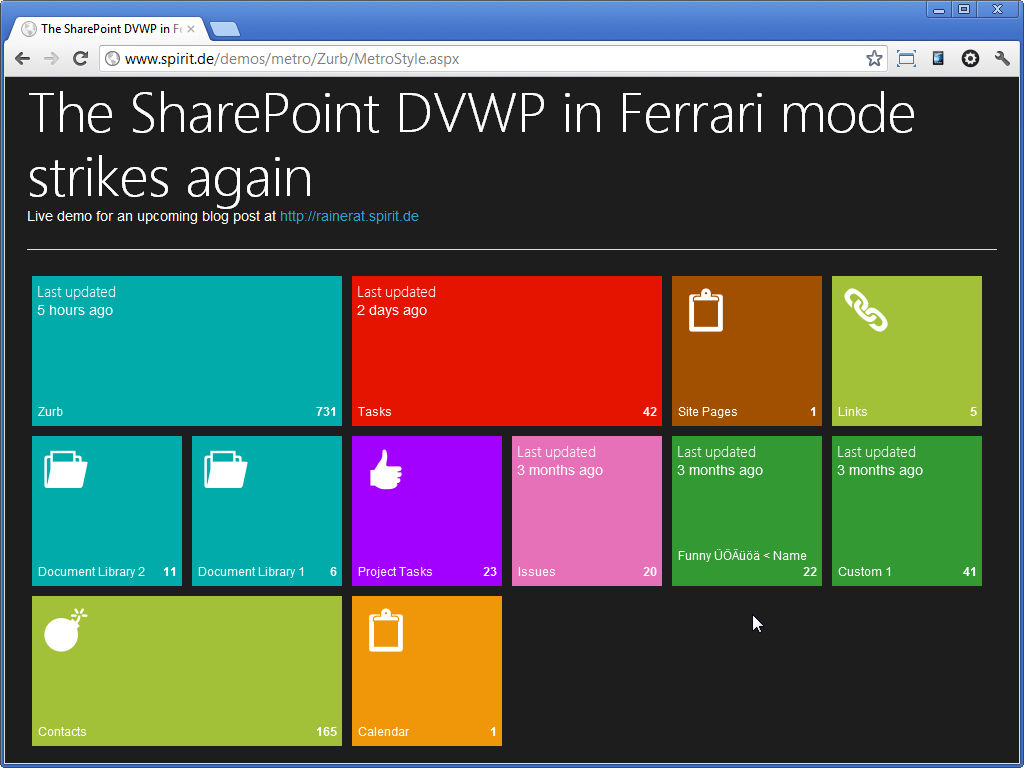 The SharePoint DVWP in F
www.spirit.de/demos/metro/Zurb/MetroStyle.aspx
The SharePoint DVWP in Ferrari mode
strikes again
Live demo for an upcoming blog post at http://rainerat.spirit.de
Last updated
5 hours ago
Zurb 731
Last updated
2 days ago
Tasks 42
Site Pages 1
Links 5
Document Library 2 11
Document Library 1 6
Project Tasks 23
Last updated
3 months ago
Issues 20
Last updated
3 months ago
Funny ÜÖÄüöä < Name
22
Last updated
3 months ago
Custom 1 41
Contacts 165
Calendar 1